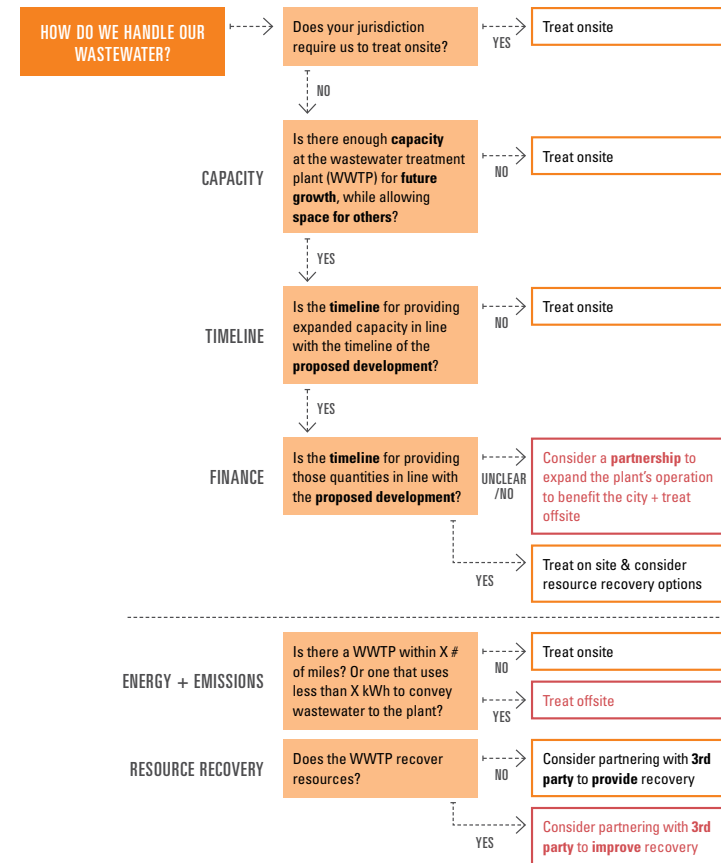 HOW DO WE HANDLE OUR
WASTEWATER?
Does your jurisdiction
require us to treat onsite?
YES
Treat onsite
NO
CAPACITY
Is there enough capacity
at the wastewater treatment
plant (WWTP) for future
growth, while allowing
space for others?
NO
Treat onsite
YES
TIMELINE
Is the timeline for providing
expanded capacity in line
with the timeline of the
proposed development?
NO
Treat onsite
YES
FINANCE
Is the timeline for providing
those quantities in line with
the proposed development?
UNCLEAR
/NO
Consider a partnership to
expand the plant's operation
to benefit the city + treat
offsite
YES
Treat on site & consider
resource recovery options
ENERGY + EMISSIONS
Is there a WWTP within X #
of miles? Or one that uses
less than X kWh to convey
wastewater to the plant?
NO
Treat onsite
YES
Treat offsite
RESOURCE RECOVERY
Does the WWTP recover
resources?
NO
Consider partnering with 3rd
party to provide recovery
YES
Consider partnering with 3rd
party to improve recovery